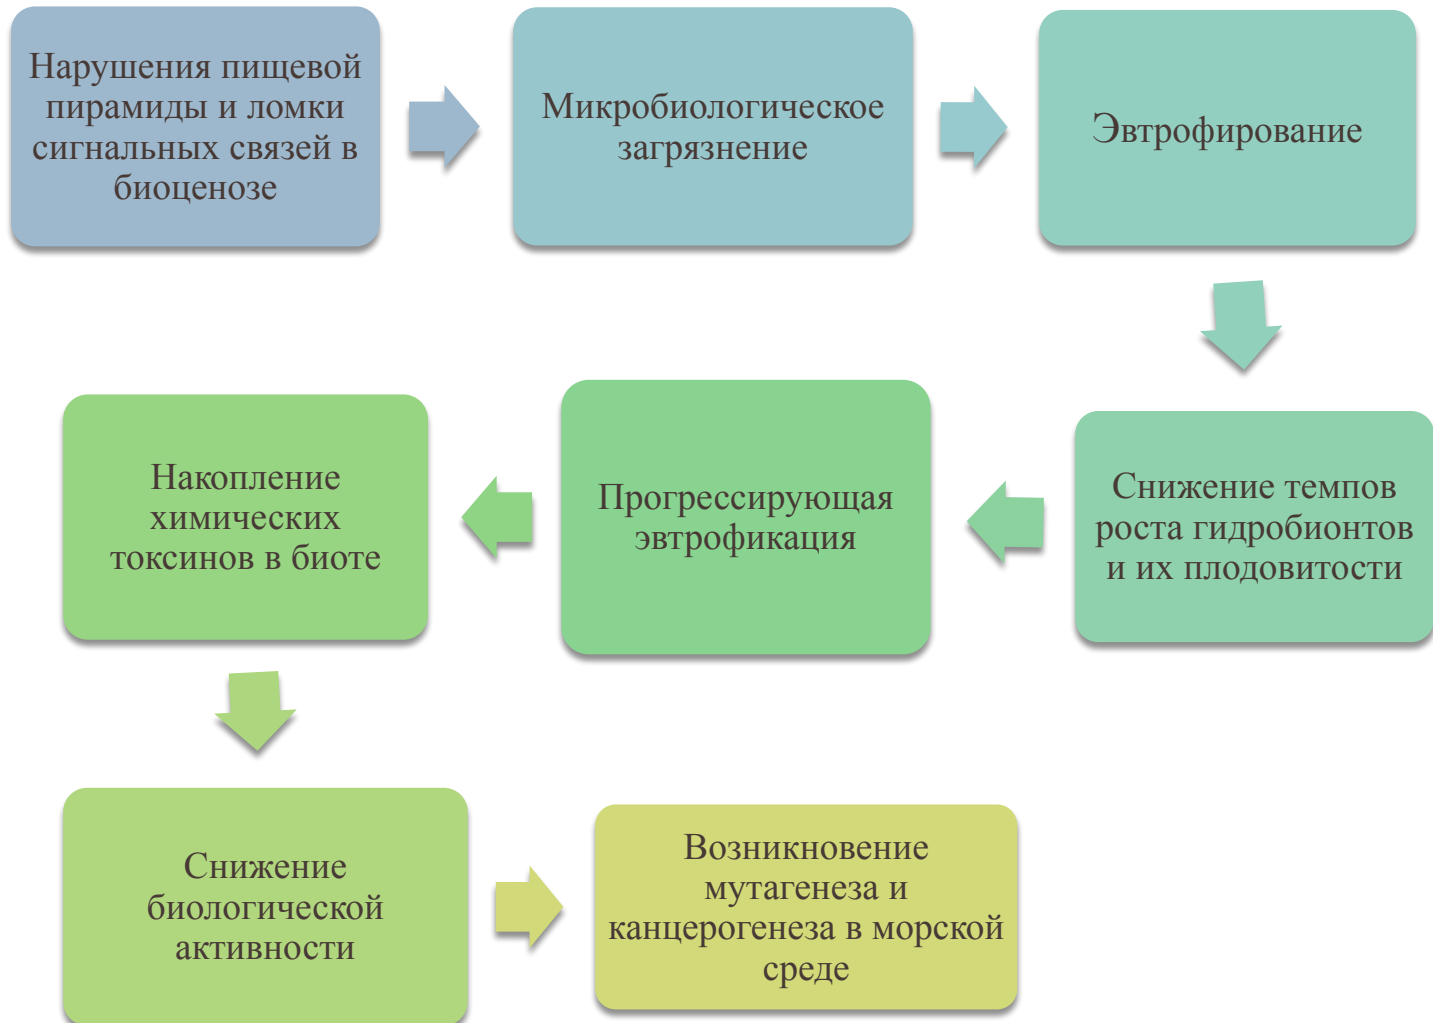 Нарушения пищевой
пирамиды и ломки
сигнальных связей в
биоценозе
Микробиологическое
загрязнение
Эвтрофирование
Снижение темпов
роста гидробионтов
и их плодовитости
Прогрессирующая
эвтрофикация
Накопление
химических
токсинов в биоте
Снижение
биологической
активности
Возникновение
мутагенеза и
канцерогенеза в морской
среде